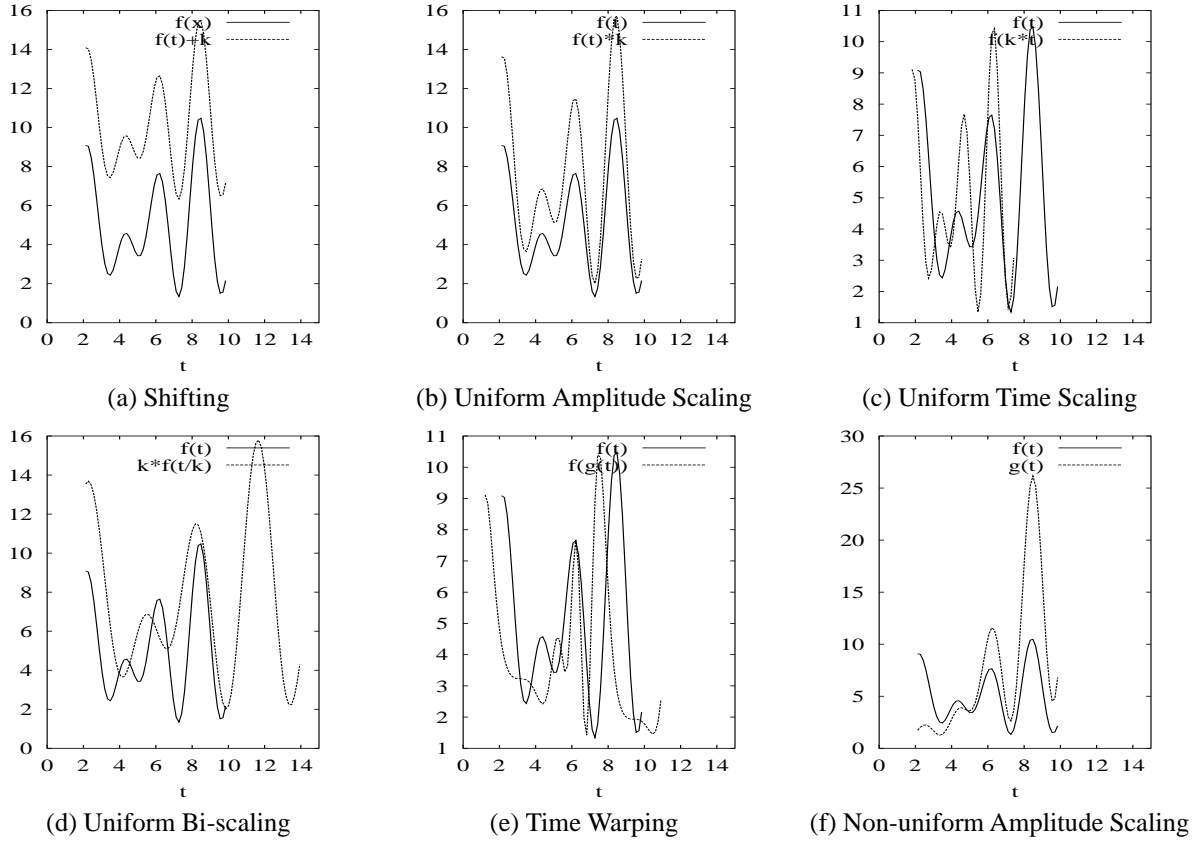 f(x)
f(t)+k
16
14
12
10
8
6
4
2
0
0 2 4 6 8 10 12 14
t
(a) Shifting
f(t)
f(t)*k
16
14
12
10
8
6
4
2
0
0 2 4 6 8 10 12 14
t
(b) Uniform Amplitude Scaling
f(t)
f(k*t)
11
10
9
8
7
6
5
4
3
2
1
0 2 4 6 8 10 12 14
t
(c) Uniform Time Scaling
f(t)
k*f(t/k)
16
14
12
10
8
6
4
2
0
0 2 4 6 8 10 12 14
t
(d) Uniform Bi-scaling
f(t)
f(g(t))
11
10
9
8
7
6
5
4
3
2
1
0 2 4 6 8 10 12 14
t
(e) Time Warping
f(t)
g(t)
30
25
20
15
10
5
0
0 2 4 6 8 10 12 14
t
(f) Non-uniform Amplitude Scaling